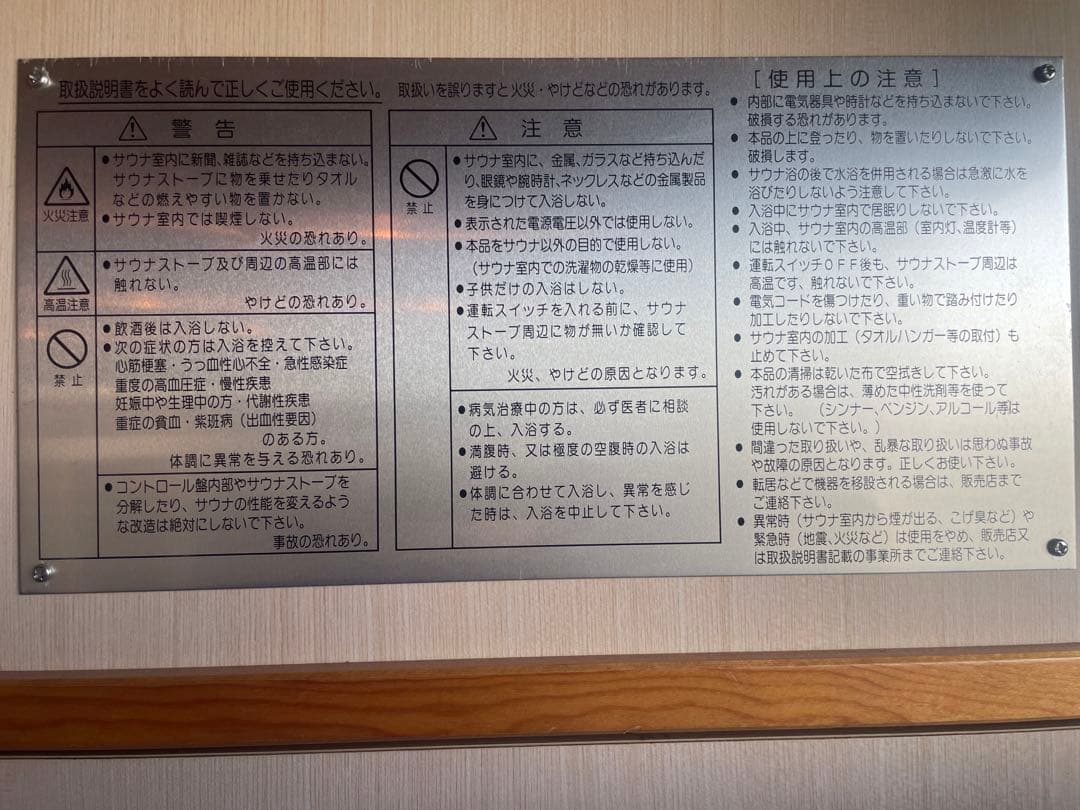 取扱説明書をよく読んで正しくご使用ください。 取扱いを誤りますと火災・やけどなどの恐れがあります。
警告
火災注意
●サウナ室内に新聞、雑誌などを持ち込まない。
サウナストーブに物を乗せたりタオル
などの燃えやすい物を置かない。
●サウナ室内では喫煙しない。
火災の恐れあり。
高温注意
●サウナストーブ及び周辺の高温部には
触れない。
やけどの恐れあり。
禁止
●飲酒後は入浴しない。
●次の症状の方は入浴を控えて下さい。
心筋梗塞・うっ血性心不全・急性感染症
重度の高血圧症・慢性疾患
妊娠中や生理中の方・代謝性疾患
重症の貧血・紫斑病（出血性要因）
のある方。
体調に異常を与える恐れあり。
●コントロール盤内部やサウナストーブを
分解したり、サウナの性能を変えるよう
な改造は絶対にしないで下さい。
事故の恐れあり。
注意
禁止
●サウナ室内に、金属、ガラスなど持ち込んだ
り、眼鏡や腕時計、ネックレスなどの金属製品
を身につけて入浴しない。
●表示された電源電圧以外では使用しない。
●本品をサウナ以外の目的で使用しない。
（サウナ室内での洗濯物の乾燥等に使用）
●子供だけの入浴はしない。
●運転スイッチを入れる前に、サウナ
ストーブ周辺に物が無いか確認して
下さい。
火災、やけどの原因となります。
●病気治療中の方は、必ず医者に相談
の上、入浴する。
●満腹時、又は極度の空腹時の入浴は
避ける。
●体調に合わせて入浴し、異常を感じ
た時は、入浴を中止して下さい。
［使用上の注意］
●内部に電気器具や時計などを持ち込まないで下さい。
破損する恐れがあります。
●本品の上に登ったり、物を置いたりしないで下さい。
破損します。
●サウナ浴の後で水浴を併用される場合は急激に水を
浴びたりしないよう注意して下さい。
●入浴中にサウナ室内で居眠りしないで下さい。
●入浴中、サウナ室内の高温部（室内灯、温度計等）
には触れないで下さい。
●運転スイッチOFF後も、サウナストーブ周辺は
高温です、触れないで下さい。
●電気コードを傷つけたり、重い物で踏み付けたり
加工したりしないで下さい。
●サウナ室内の加工（タオルハンガー等の取付）も
止めて下さい。
●本品の清掃は乾いた布で空拭きして下さい。
汚れがある場合は、薄めた中性洗剤等を使って
下さい。（シンナー、ベンジン、アルコール等は
使用しないで下さい。）
●間違った取り扱いや、乱暴な取り扱いは思わぬ事故
や故障の原因となります。正しくお使い下さい。
●転居などで機器を移設される場合は、販売店まで
ご連絡下さい。
●異常時（サウナ室内から煙が出る、こげ臭など）や
緊急時（地震、火災など）は使用をやめ、販売店又
は取扱説明書記載の事業所までご連絡下さい。